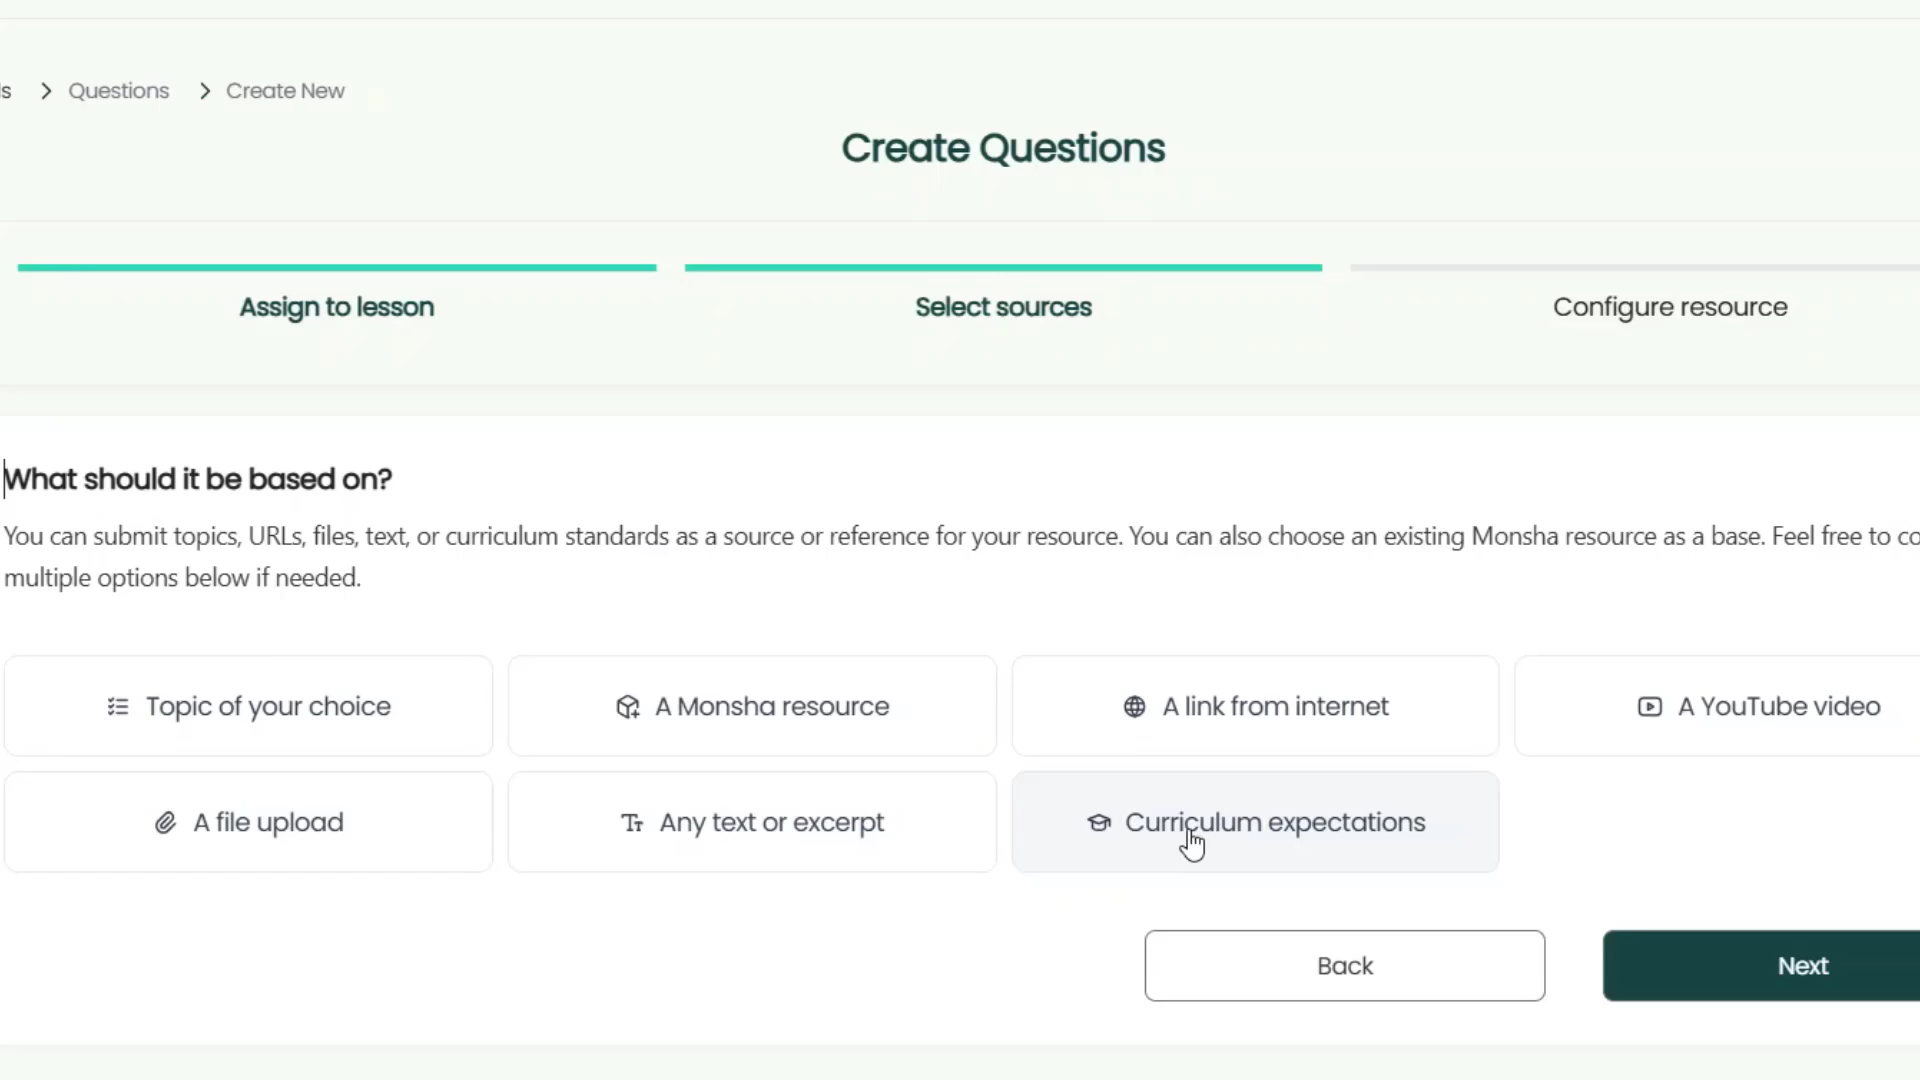 Questions
Create New
Create Questions
Assign to lesson
Select sources
Configure resource
What should it be based on?
You can submit topics, URLs, files, text, or curriculum standards as a source or reference for your resource. You can also choose an existing Monsha resource as a base. Feel free to
multiple options below if needed.
Topic of your choice
A Monsha resource
A link from internet
A YouTube video
A file upload
Any text or excerpt
Curriculum expectations
Back
Next